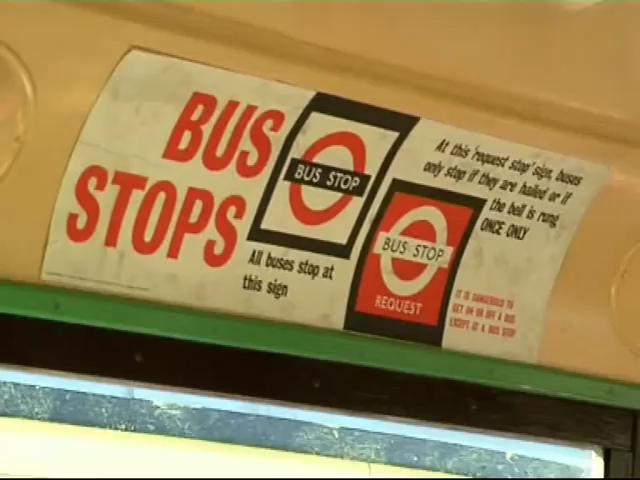 BUS
STOPS
BUS STOP
All buses stop at
this sign
At this 'request stop' sign, buses
only stop if they are hailed or if
the bell is rung
ONCE ONLY
BUS STOP
REQUEST
IT IS DANGEROUS TO
GET ON OR OFF A BUS
EXCEPT AT A BUS STOP